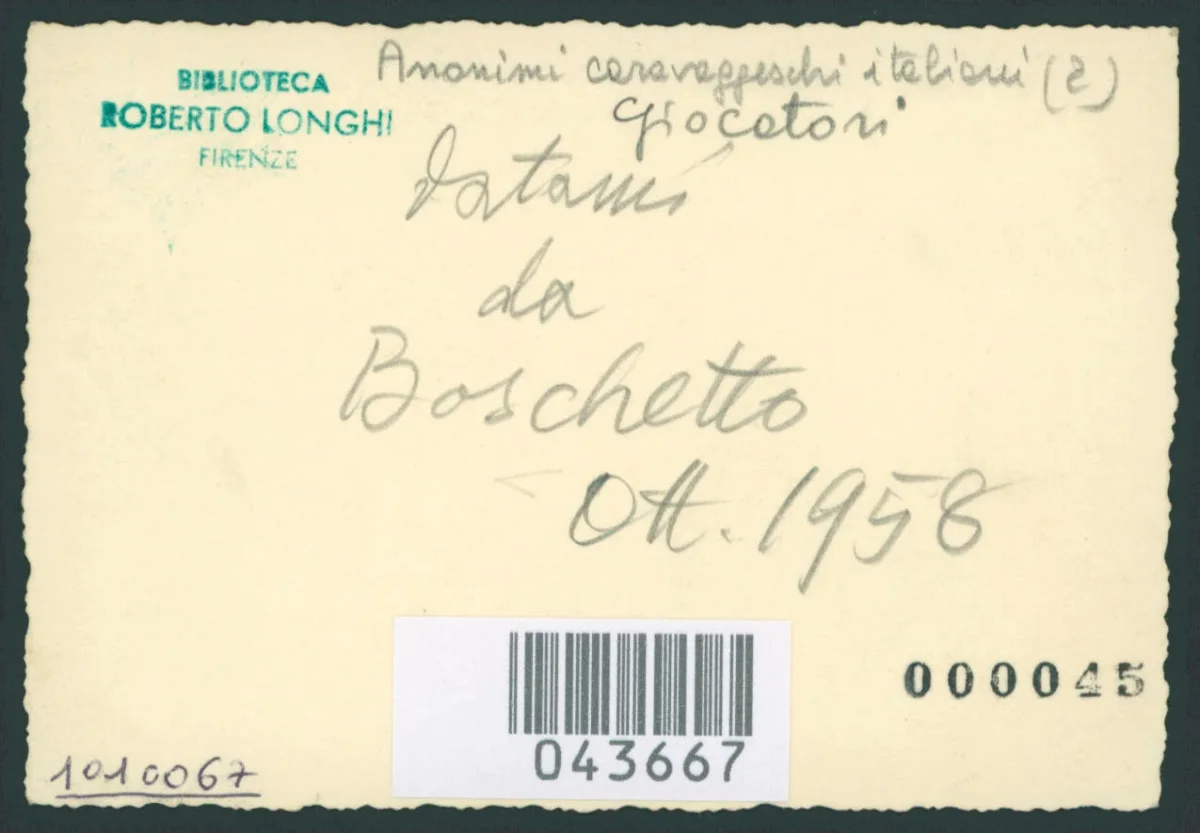 BIBLIOTECA
ROBERTO LONGHI
FIRENZE
Anonimi caravaggeschi italiani (2)
Giocatori
datami
da
Boschetto
Ott. 1958
000045
043667
1010067